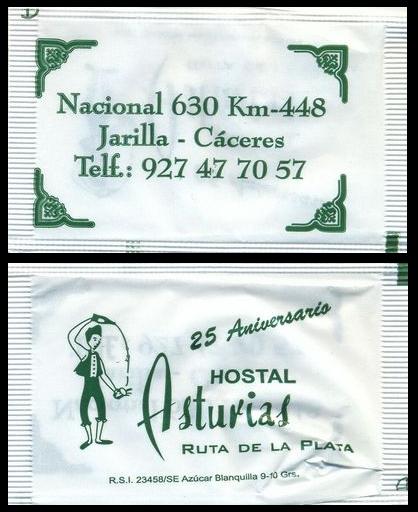 Nacional 630 Km-448
Jarilla - Cáceres
Telf.: 927 47 70 57
25 Aniversario
HOSTAL
Asturias
RUTA DE LA PLATA
R.S.I. 23458/SE Azúcar Blanquilla 9-10 Grs.